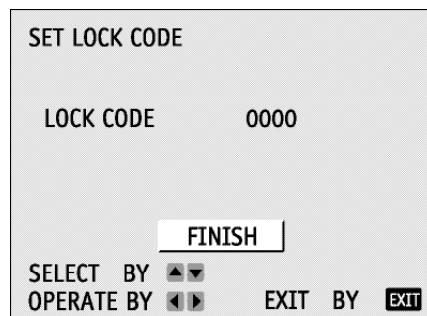 SET LOCK CODE
LOCK CODE 0000
FINISH
SELECT BY ▲▼
OPERATE BY ◀▶ EXIT BY EXIT